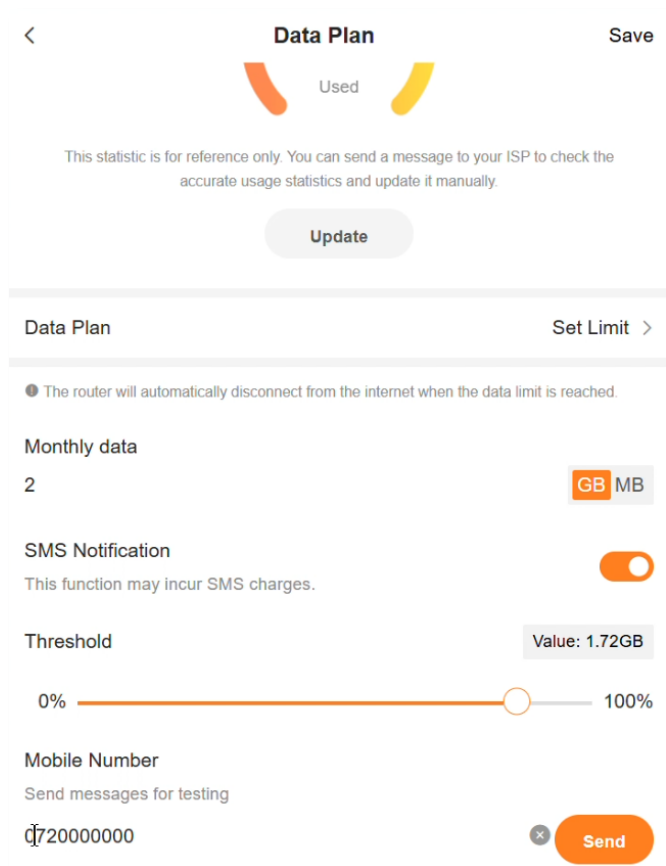 Data Plan Save
Used
This statistic is for reference only. You can send a message to your ISP to check the
accurate usage statistics and update it manually.
Update
Data Plan Set Limit
The router will automatically disconnect from the internet when the data limit is reached.
Monthly data
2 GB MB
SMS Notification
This function may incur SMS charges.
Threshold Value: 1.72GB
0% 100%
Mobile Number
Send messages for testing
0720000000 Send